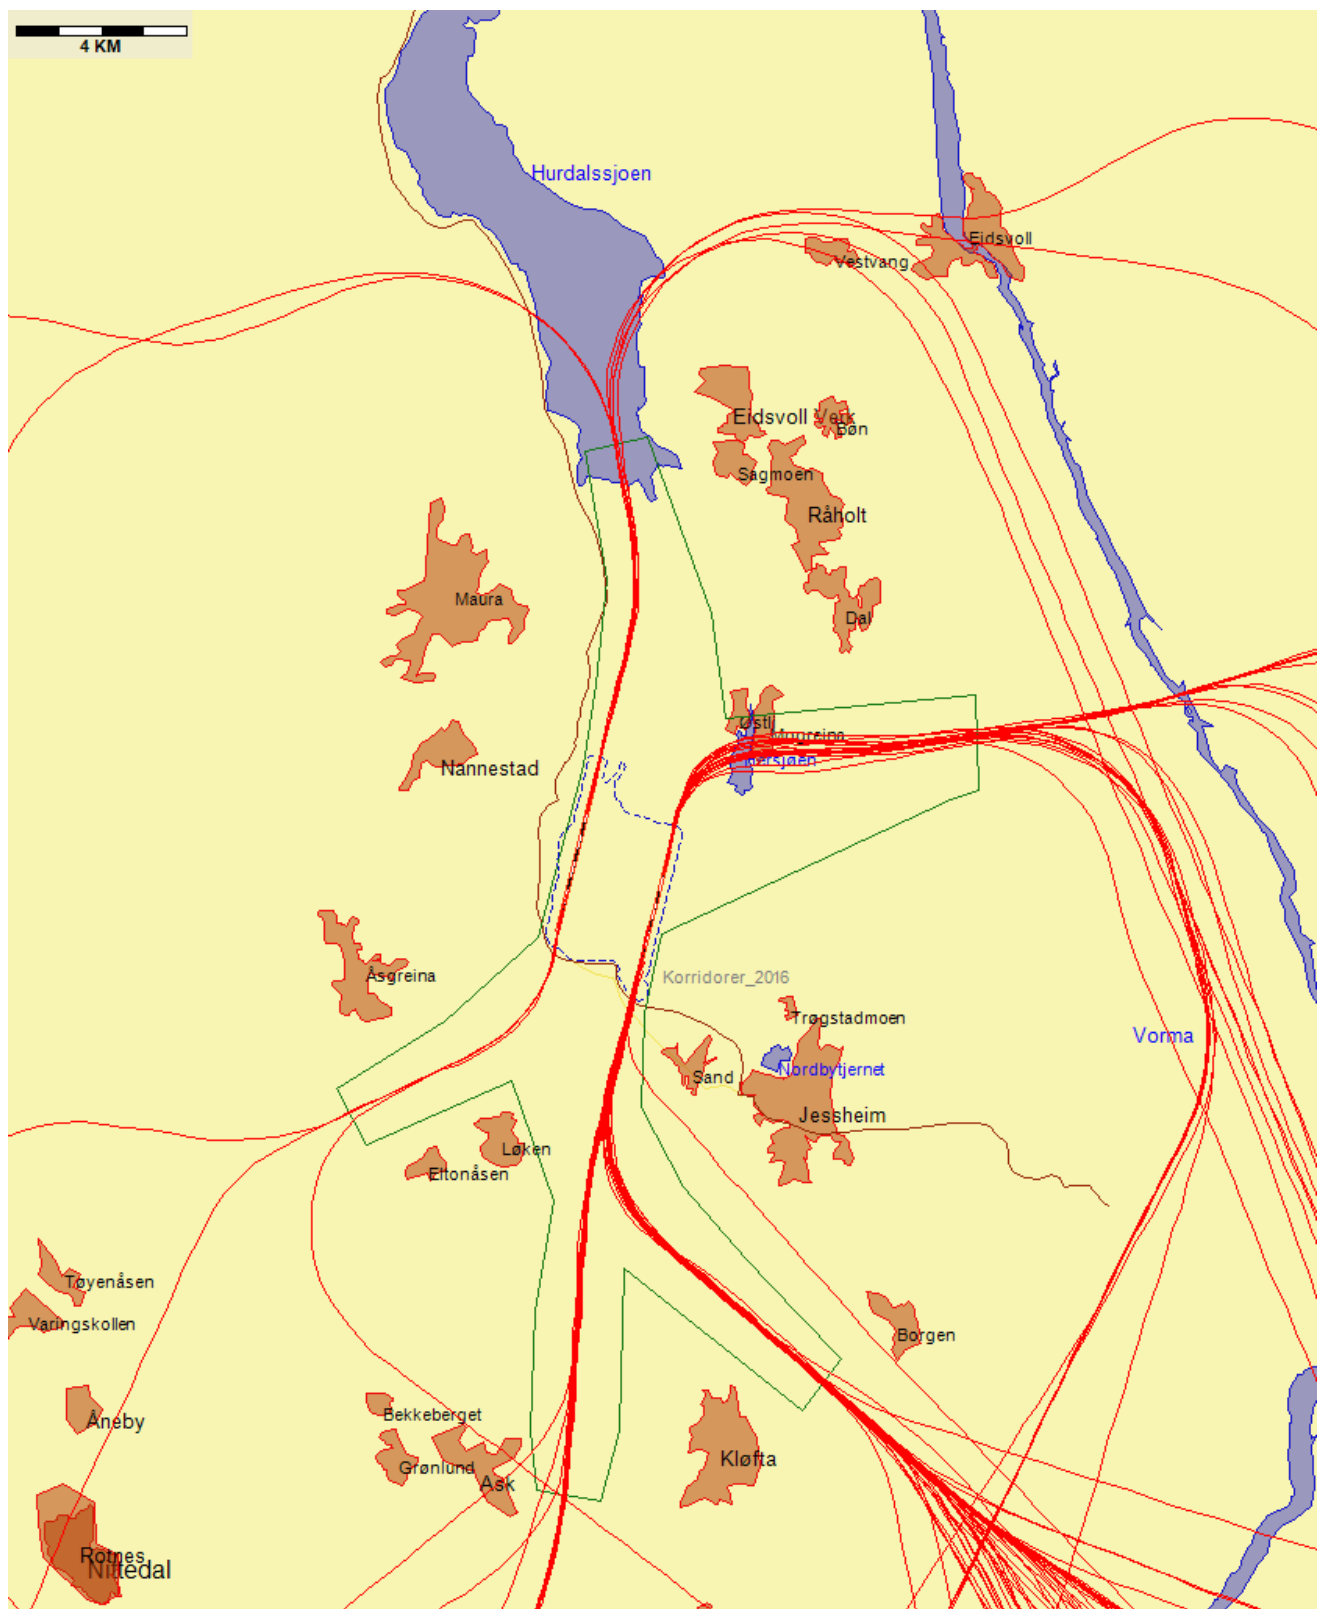 4 KM
Hurdalssjoen
Eidsvoll
Vestvang
Eidsvoll Verk
Bøn
Sagmoen
Råholt
Maura
Dal
Østli
Mogreina
Nannestad
Åsgreina
Korridorer_2016
Trøgstadmoen
Vorma
Sand
Nordbytjernet
Jessheim
Løken
Eltonåsen
Tøyenåsen
Varingskollen
Borgen
Bekkeberget
Åneby
Grønlund
Ask
Kløfta
Rotnes
Nittedal